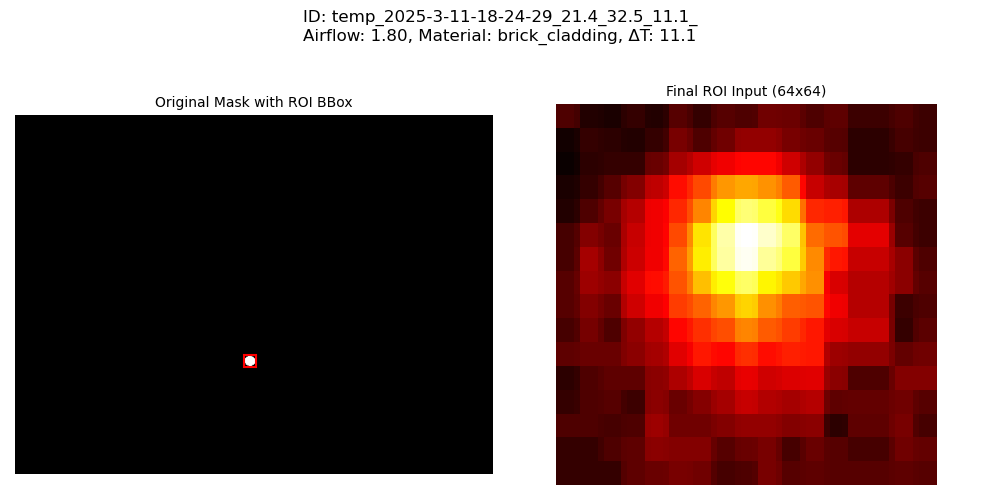 ID: temp_2025-3-11-18-24-29_21.4_32.5_11.1_
Airflow: 1.80, Material: brick_cladding, ΔT: 11.1
Original Mask with ROI BBox
Final ROI Input (64x64)